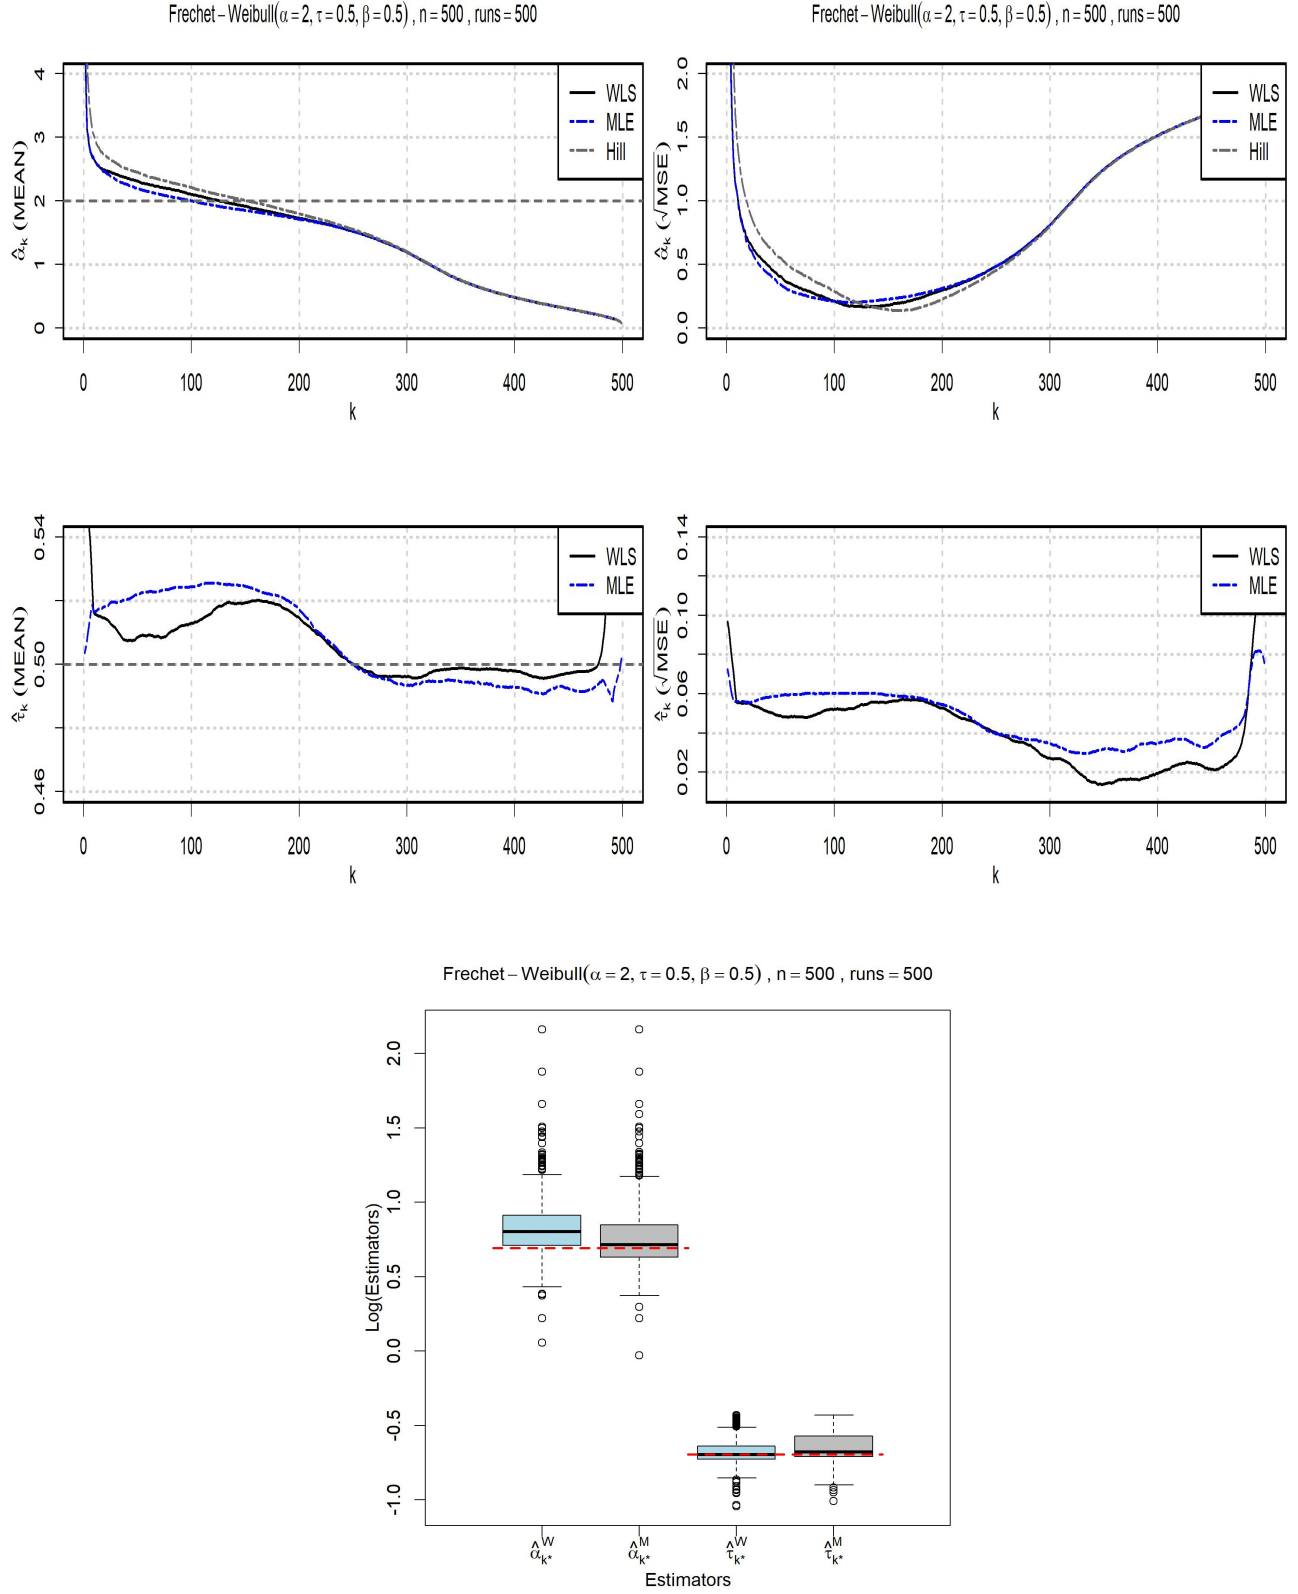 Frechet – Weibull(α = 2, τ = 0.5, β = 0.5) , n = 500 , runs = 500
α̂ₖ (MEAN)
4
3
2
1
0
WLS
MLE
Hill
0 100 200 300 400 500
k
Frechet – Weibull(α = 2, τ = 0.5, β = 0.5) , n = 500 , runs = 500
α̂ₖ (√MSE)
2.0
1.5
1.0
0.5
0.0
WLS
MLE
Hill
0 100 200 300 400 500
k
τ̂ₖ (MEAN)
0.54
0.50
0.46
WLS
MLE
0 100 200 300 400 500
k
τ̂ₖ (√MSE)
0.14
0.10
0.06
0.02
WLS
MLE
0 100 200 300 400 500
k
Frechet – Weibull(α = 2, τ = 0.5, β = 0.5) , n = 500 , runs = 500
Log(Estimators)
2.0
1.5
1.0
0.5
0.0
-0.5
-1.0
α̂ᵂₖ* α̂ᴹₖ* τ̂ᵂₖ* τ̂ᴹₖ*
Estimators